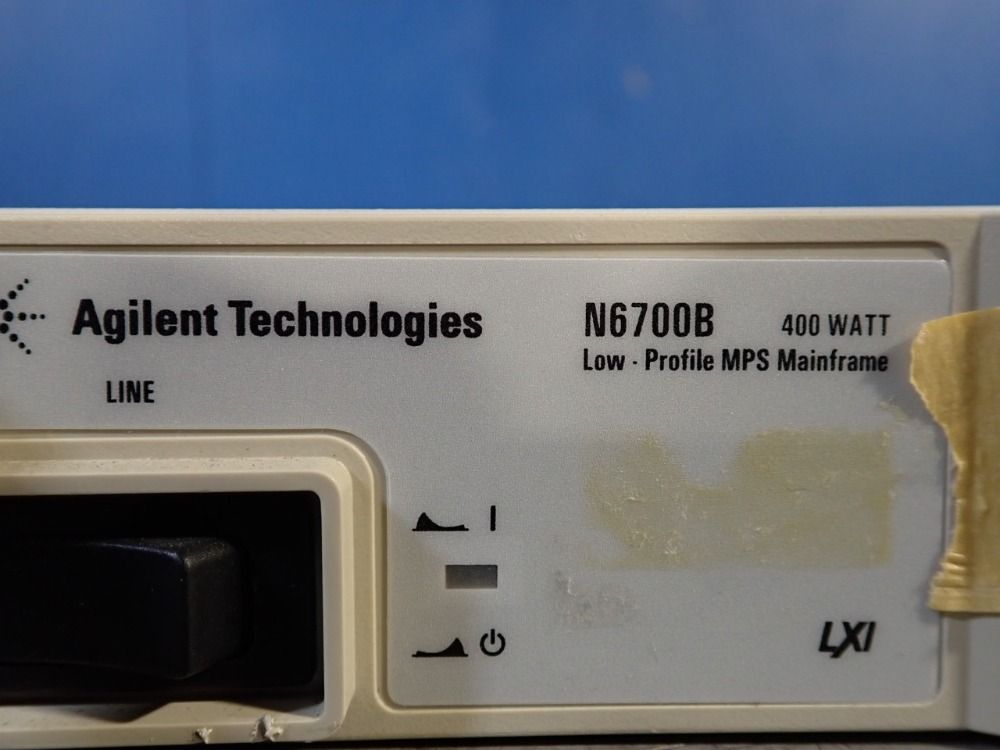 Agilent Technologies
N6700B 400 WATT
Low - Profile MPS Mainframe
LINE
I
LXI